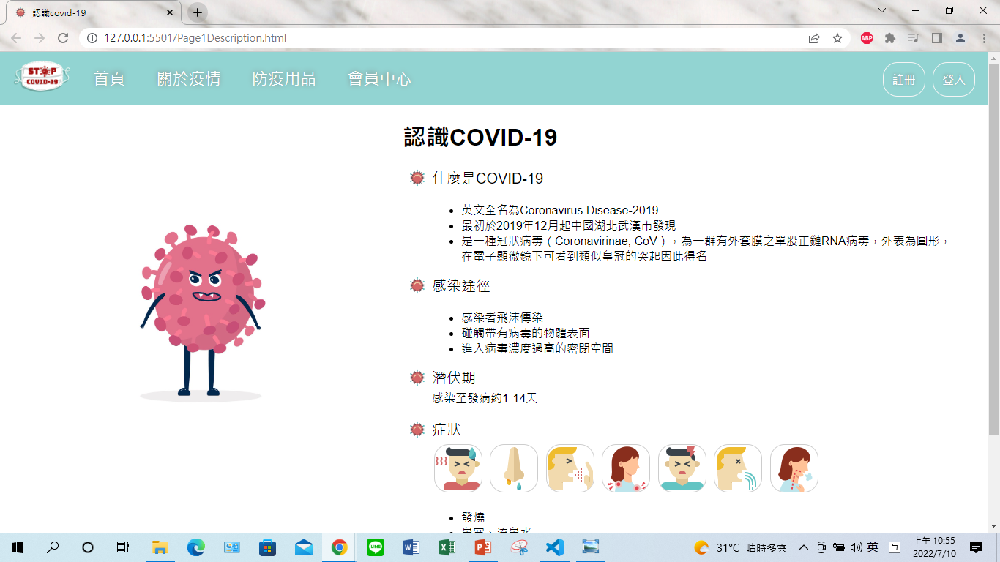 認識covid-19
127.0.0.1:5501/Page1Description.html
ABP
STOP
COVID-19
首頁 關於疫情 防疫用品 會員中心 註冊 登入
認識COVID-19
什麼是COVID-19
英文全名為Coronavirus Disease-2019
最初於2019年12月起中國湖北武漢市發現
是一種冠狀病毒（Coronavirinae, CoV），為一群有外套膜之單股正鏈RNA病毒，外表為圓形，
在電子顯微鏡下可看到類似皇冠的突起因此得名
感染途徑
感染者飛沫傳染
碰觸帶有病毒的物體表面
進入病毒濃度過高的密閉空間
潛伏期
感染至發病約1-14天
症狀
發燒
鼻塞、流鼻水
LINE
31°C 晴時多雲 英 上午 10:55
2022/7/10